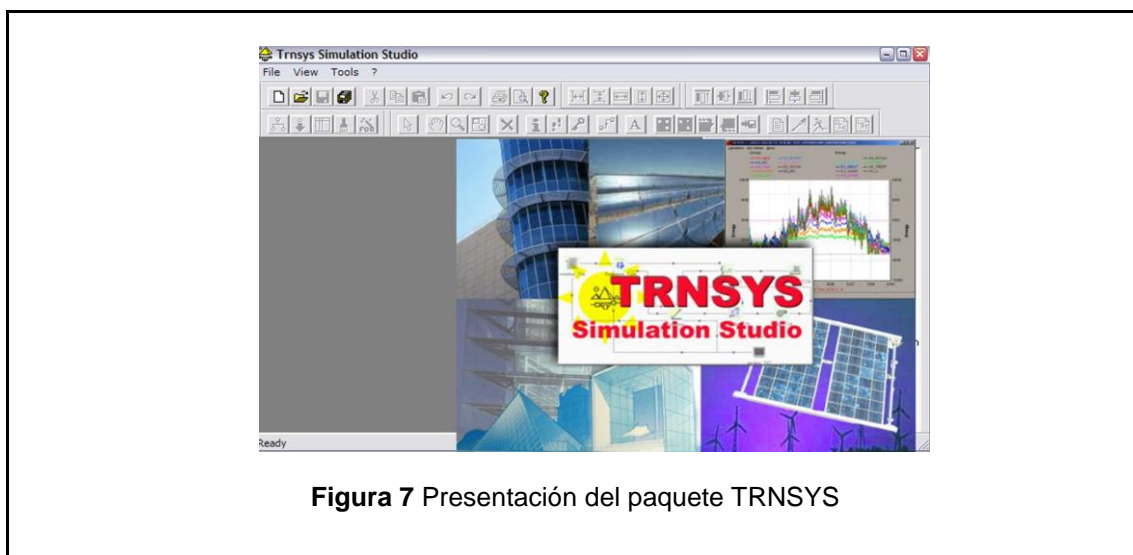 Trnsys Simulation Studio
File View Tools ?
TRNSYS
Simulation Studio
Ready
Figura 7 Presentación del paquete TRNSYS